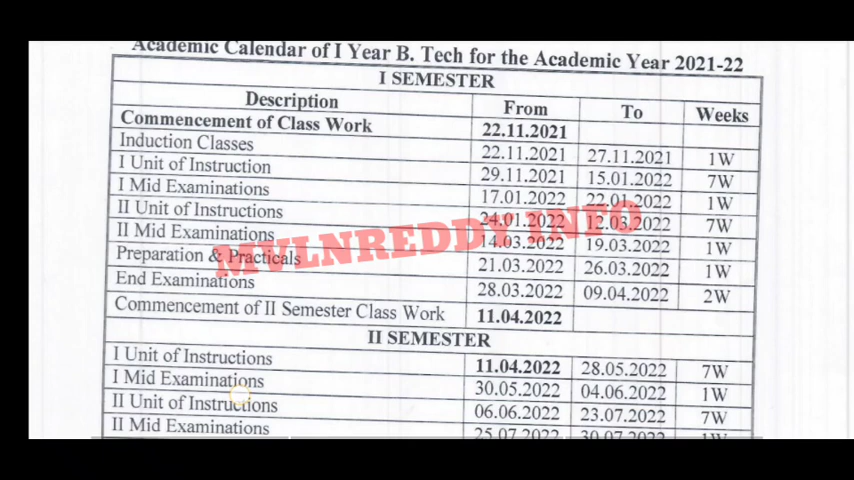 Academic Calendar of I Year B. Tech for the Academic Year 2021-22
I SEMESTER
Description From To Weeks
Commencement of Class Work 22.11.2021
Induction Classes 22.11.2021 27.11.2021 1W
I Unit of Instruction 29.11.2021 15.01.2022 7W
I Mid Examinations 17.01.2022 22.01.2022 1W
II Unit of Instructions 24.01.2022 12.03.2022 7W
II Mid Examinations 14.03.2022 19.03.2022 1W
Preparation & Practicals 21.03.2022 26.03.2022 1W
End Examinations 28.03.2022 09.04.2022 2W
Commencement of II Semester Class Work 11.04.2022
MVLNREDDY.INFO
II SEMESTER
I Unit of Instructions 11.04.2022 28.05.2022 7W
I Mid Examinations 30.05.2022 04.06.2022 1W
II Unit of Instructions 06.06.2022 23.07.2022 7W
II Mid Examinations 25.07.2022 30.07.2022 1W